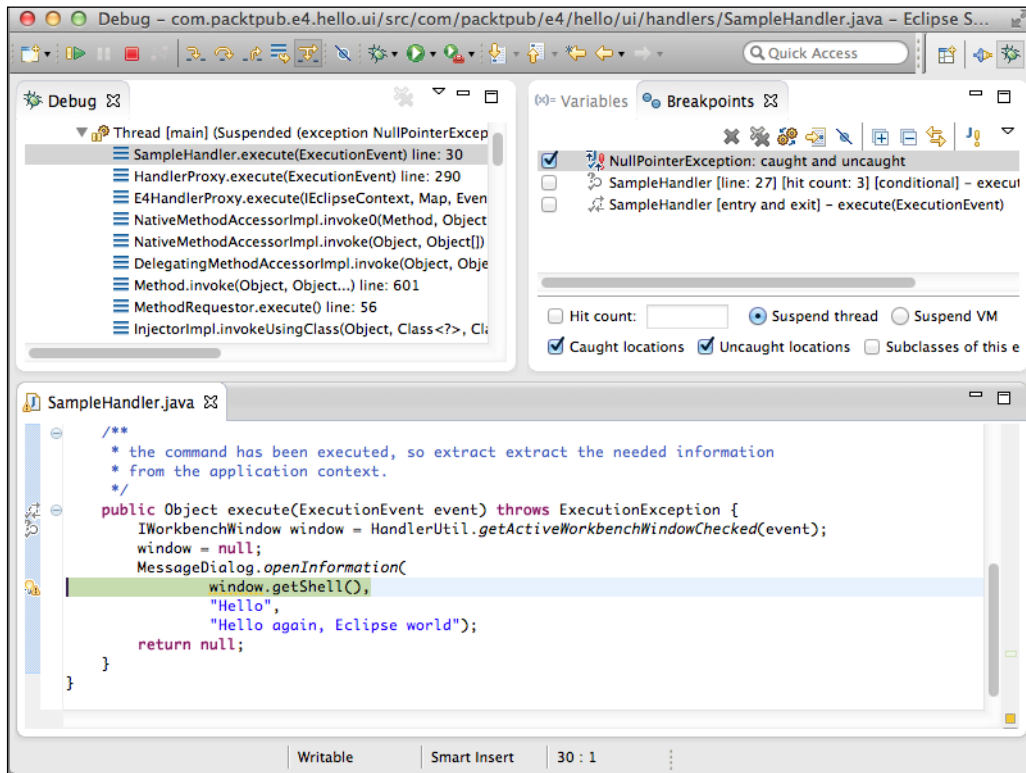 Debug – com.packtpub.e4.hello.ui/src/com/packtpub/e4/hello/ui/handlers/SampleHandler.java – Eclipse S...
Quick Access
Debug
Thread [main] (Suspended (exception NullPointerExcep
SampleHandler.execute(ExecutionEvent) line: 30
HandlerProxy.execute(ExecutionEvent) line: 290
E4HandlerProxy.execute(IEclipseContext, Map, Even
NativeMethodAccessorImpl.invoke0(Method, Object
NativeMethodAccessorImpl.invoke(Object, Object[])
DelegatingMethodAccessorImpl.invoke(Object, Obje
Method.invoke(Object, Object...) line: 601
MethodRequestor.execute() line: 56
InjectorImpl.invokeUsingClass(Object, Class<?>, Cla
(x)= Variables Breakpoints
NullPointerException: caught and uncaught
SampleHandler [line: 27] [hit count: 3] [conditional] – execut
SampleHandler [entry and exit] – execute(ExecutionEvent)
Hit count: Suspend thread Suspend VM
Caught locations Uncaught locations Subclasses of this e
SampleHandler.java
/**
* the command has been executed, so extract extract the needed information
* from the application context.
*/
public Object execute(ExecutionEvent event) throws ExecutionException {
IWorkbenchWindow window = HandlerUtil.getActiveWorkbenchWindowChecked(event);
window = null;
MessageDialog.openInformation(
window.getShell(),
"Hello",
"Hello again, Eclipse world");
return null;
}
}
Writable Smart Insert 30 : 1